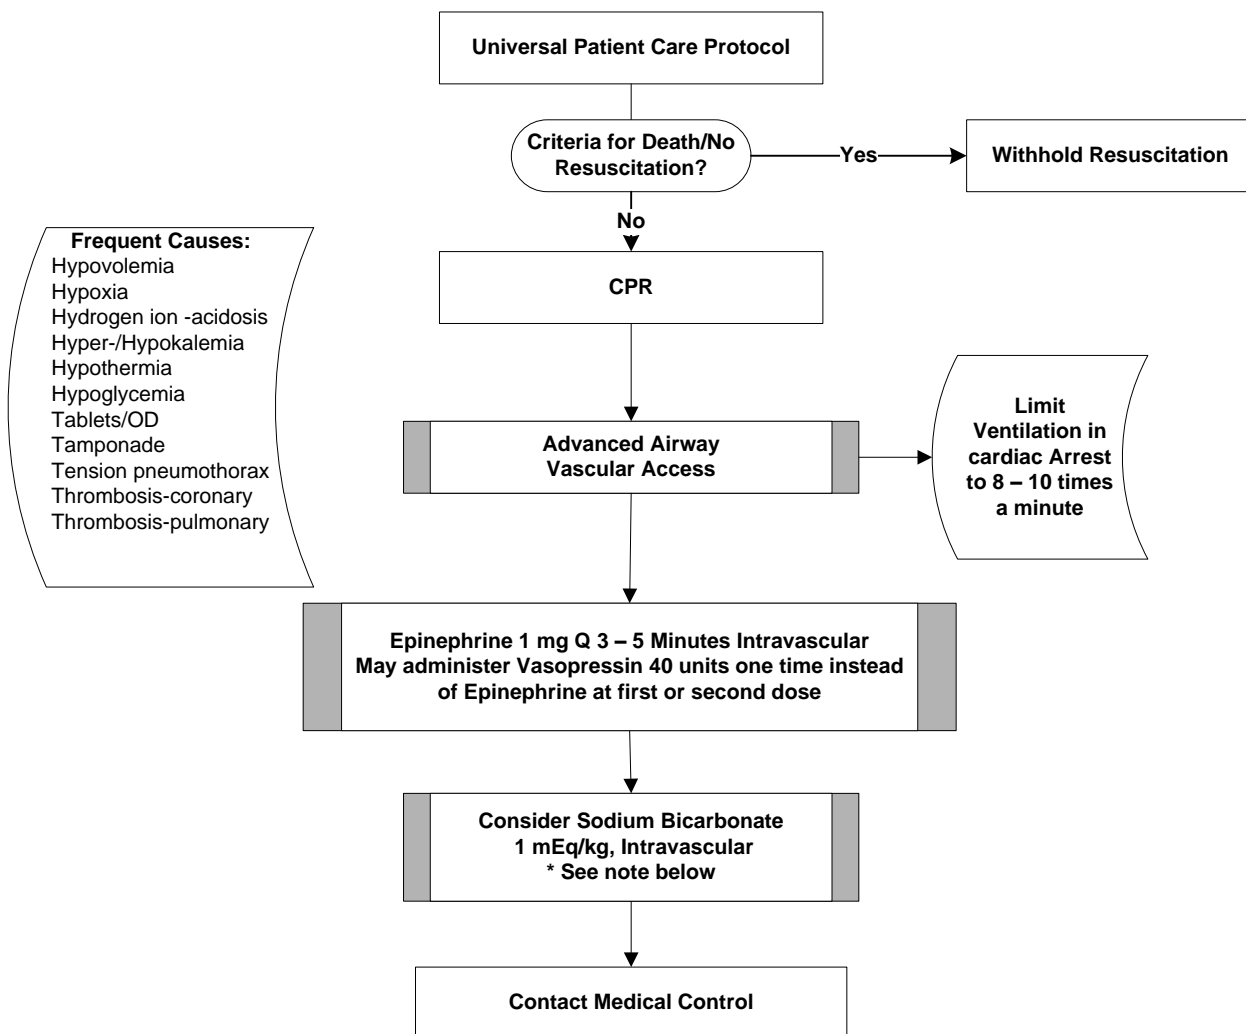 Universal Patient Care Protocol
Criteria for Death/No
Resuscitation?
Yes
Withhold Resuscitation
No
Frequent Causes:
Hypovolemia
Hypoxia
Hydrogen ion -acidosis
Hyper-/Hypokalemia
Hypothermia
Hypoglycemia
Tablets/OD
Tamponade
Tension pneumothorax
Thrombosis-coronary
Thrombosis-pulmonary
CPR
Advanced Airway
Vascular Access
Limit
Ventilation in
cardiac Arrest
to 8 – 10 times
a minute
Epinephrine 1 mg Q 3 – 5 Minutes Intravascular
May administer Vasopressin 40 units one time instead
of Epinephrine at first or second dose
Consider Sodium Bicarbonate
1 mEq/kg, Intravascular
* See note below
Contact Medical Control